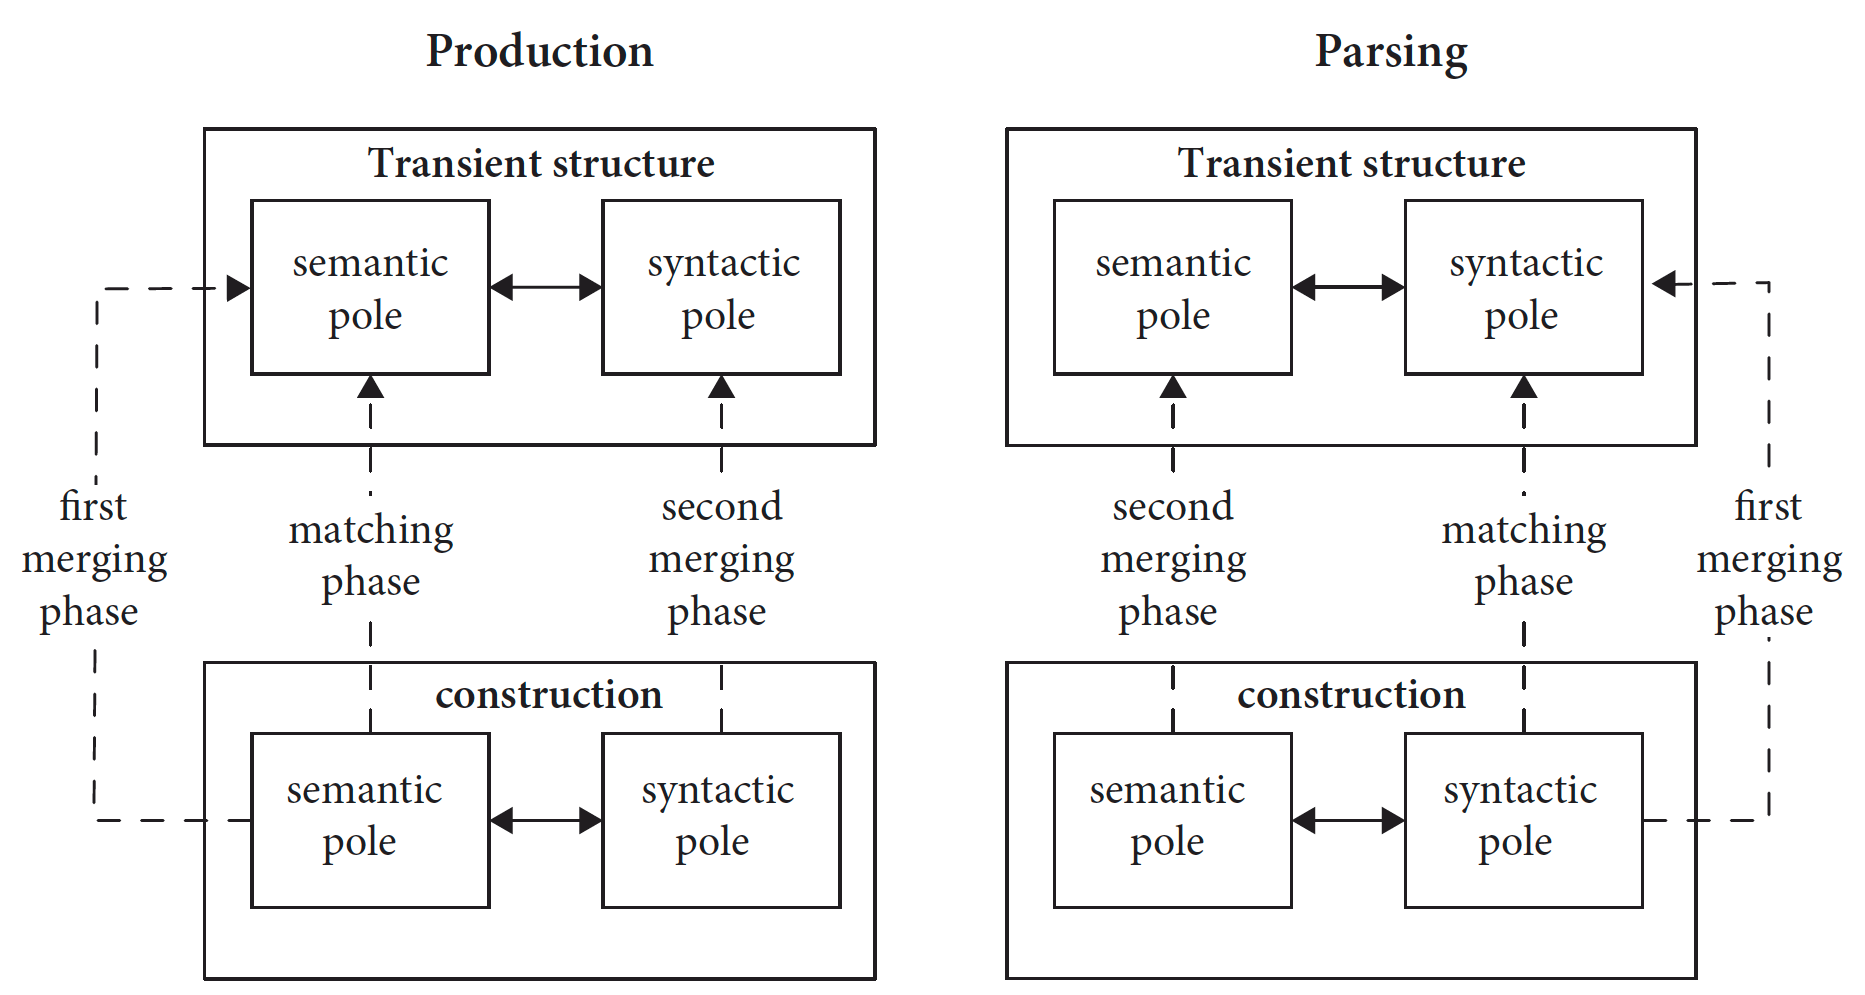 Production
Transient structure
semantic
pole
syntactic
pole
first
merging
phase
matching
phase
second
merging
phase
construction
semantic
pole
syntactic
pole
Parsing
Transient structure
semantic
pole
syntactic
pole
second
merging
phase
matching
phase
first
merging
phase
construction
semantic
pole
syntactic
pole